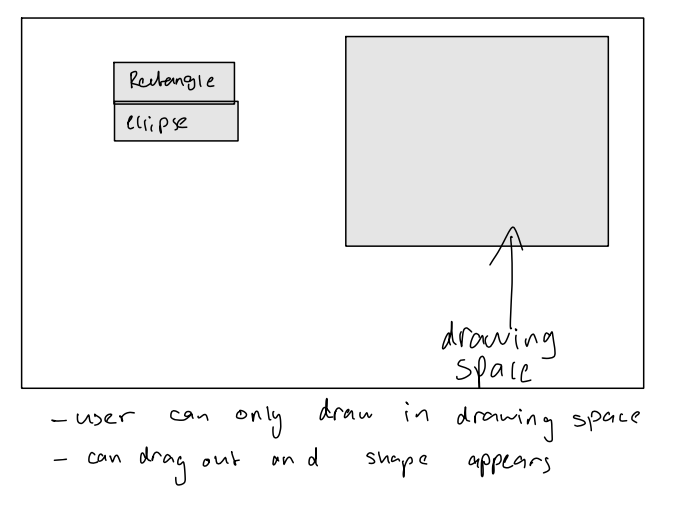 Rectangle
ellipse
drawing
space
- user can only draw in drawing space
- can drag out and shape appears